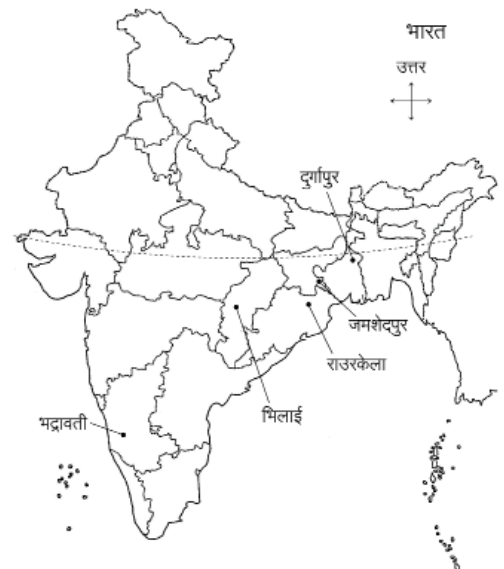 भारत
उत्तर
दुर्गापुर
जमशेदपुर
राउरकेला
भिलाई
भद्रावती